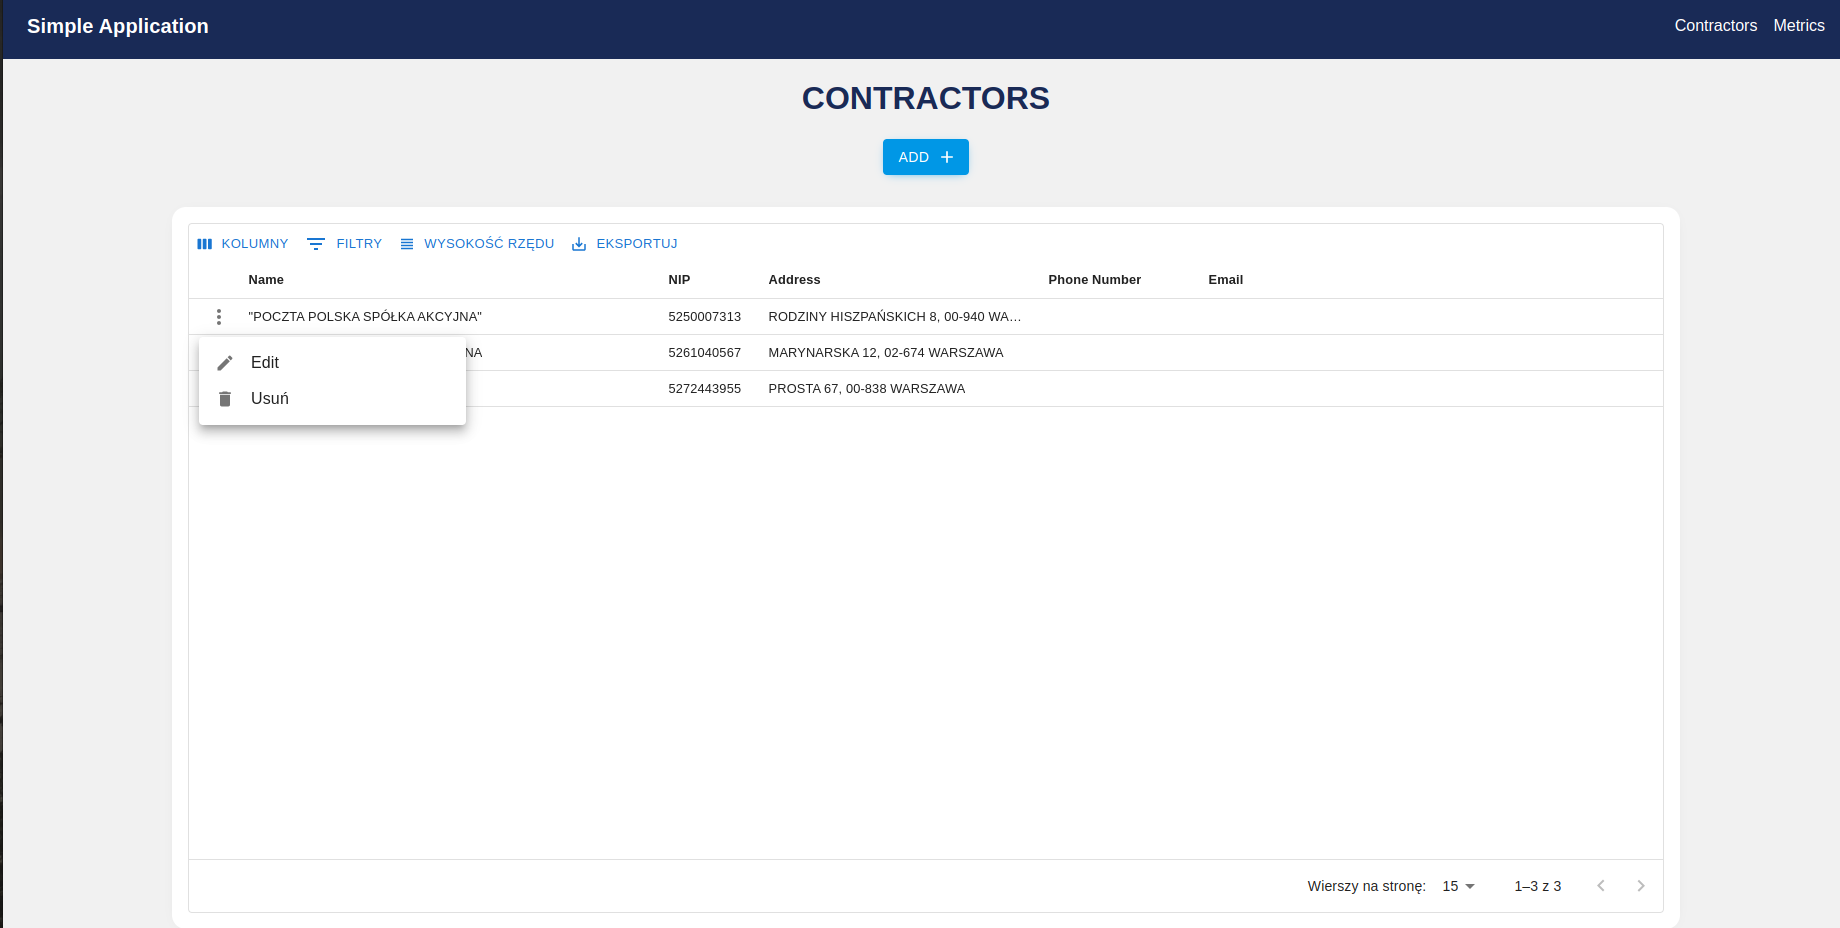 Simple Application
Contractors Metrics
CONTRACTORS
ADD
KOLUMNY FILTRY WYSOKOŚĆ RZĘDU EKSPORTUJ
Name NIP Address Phone Number Email
"POCZTA POLSKA SPÓŁKA AKCYJNA" 5250007313 RODZINY HISZPAŃSKICH 8, 00-940 WA…
NA 5261040567 MARYNARSKA 12, 02-674 WARSZAWA
5272443955 PROSTA 67, 00-838 WARSZAWA
Edit
Usuń
Wierszy na stronę: 15 1–3 z 3